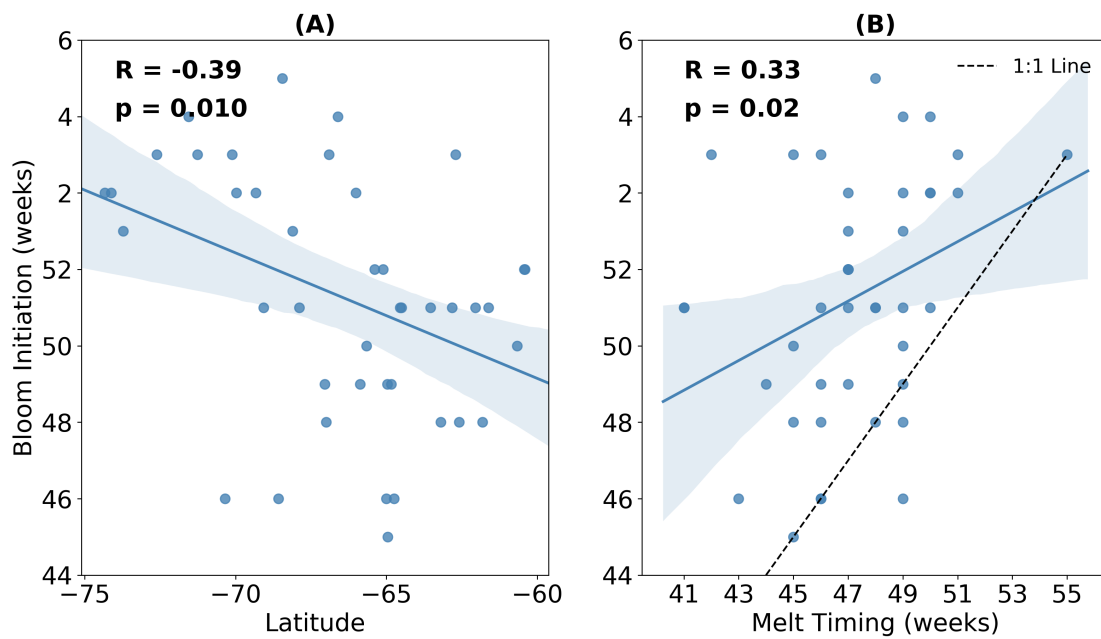 (A)
R = -0.39
p = 0.010
Bloom Initiation (weeks)
6
4
2
52
50
48
46
44
−75
−70
−65
−60
Latitude
(B)
R = 0.33
p = 0.02
1:1 Line
6
4
2
52
50
48
46
44
41
43
45
47
49
51
53
55
Melt Timing (weeks)